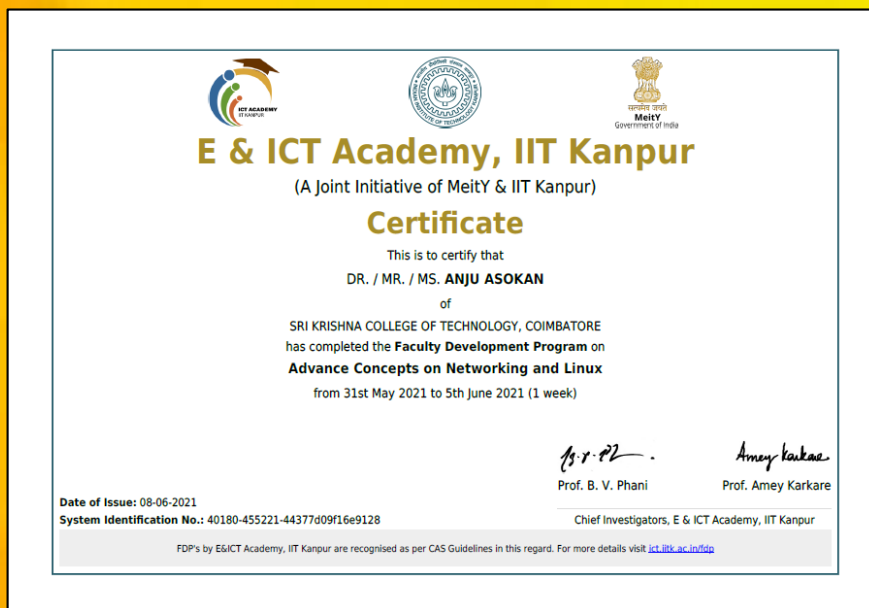 ICT ACADEMY
IIT KANPUR
सत्यमेव जयते
MeitY
Government of India
E & ICT Academy, IIT Kanpur
(A Joint Initiative of MeitY & IIT Kanpur)
Certificate
This is to certify that
DR. / MR. / MS. ANJU ASOKAN
of
SRI KRISHNA COLLEGE OF TECHNOLOGY, COIMBATORE
has completed the Faculty Development Program on
Advance Concepts on Networking and Linux
from 31st May 2021 to 5th June 2021 (1 week)
Amey Karkare
Prof. B. V. Phani
Prof. Amey Karkare
Date of Issue: 08-06-2021
System Identification No.: 40180-455221-44377d09f16e9128
Chief Investigators, E & ICT Academy, IIT Kanpur
FDP's by E&ICT Academy, IIT Kanpur are recognised as per CAS Guidelines in this regard. For more details visit ict.iitk.ac.in/fdp